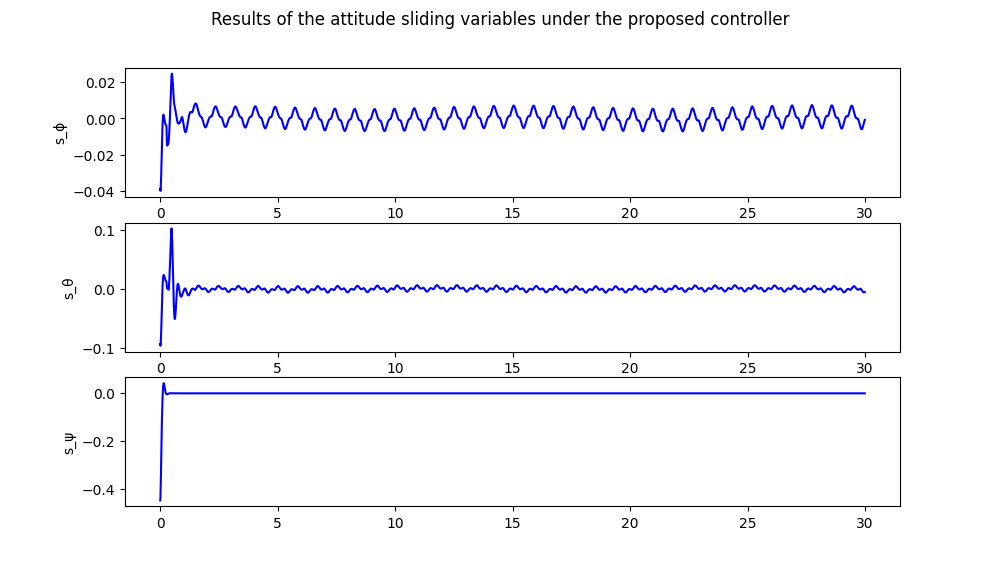 Results of the attitude sliding variables under the proposed controller
0.02
0.00
−0.02
−0.04
s_ϕ
0 5 10 15 20 25 30
0.1
0.0
−0.1
s_θ
0 5 10 15 20 25 30
0.0
−0.2
−0.4
s_ψ
0 5 10 15 20 25 30